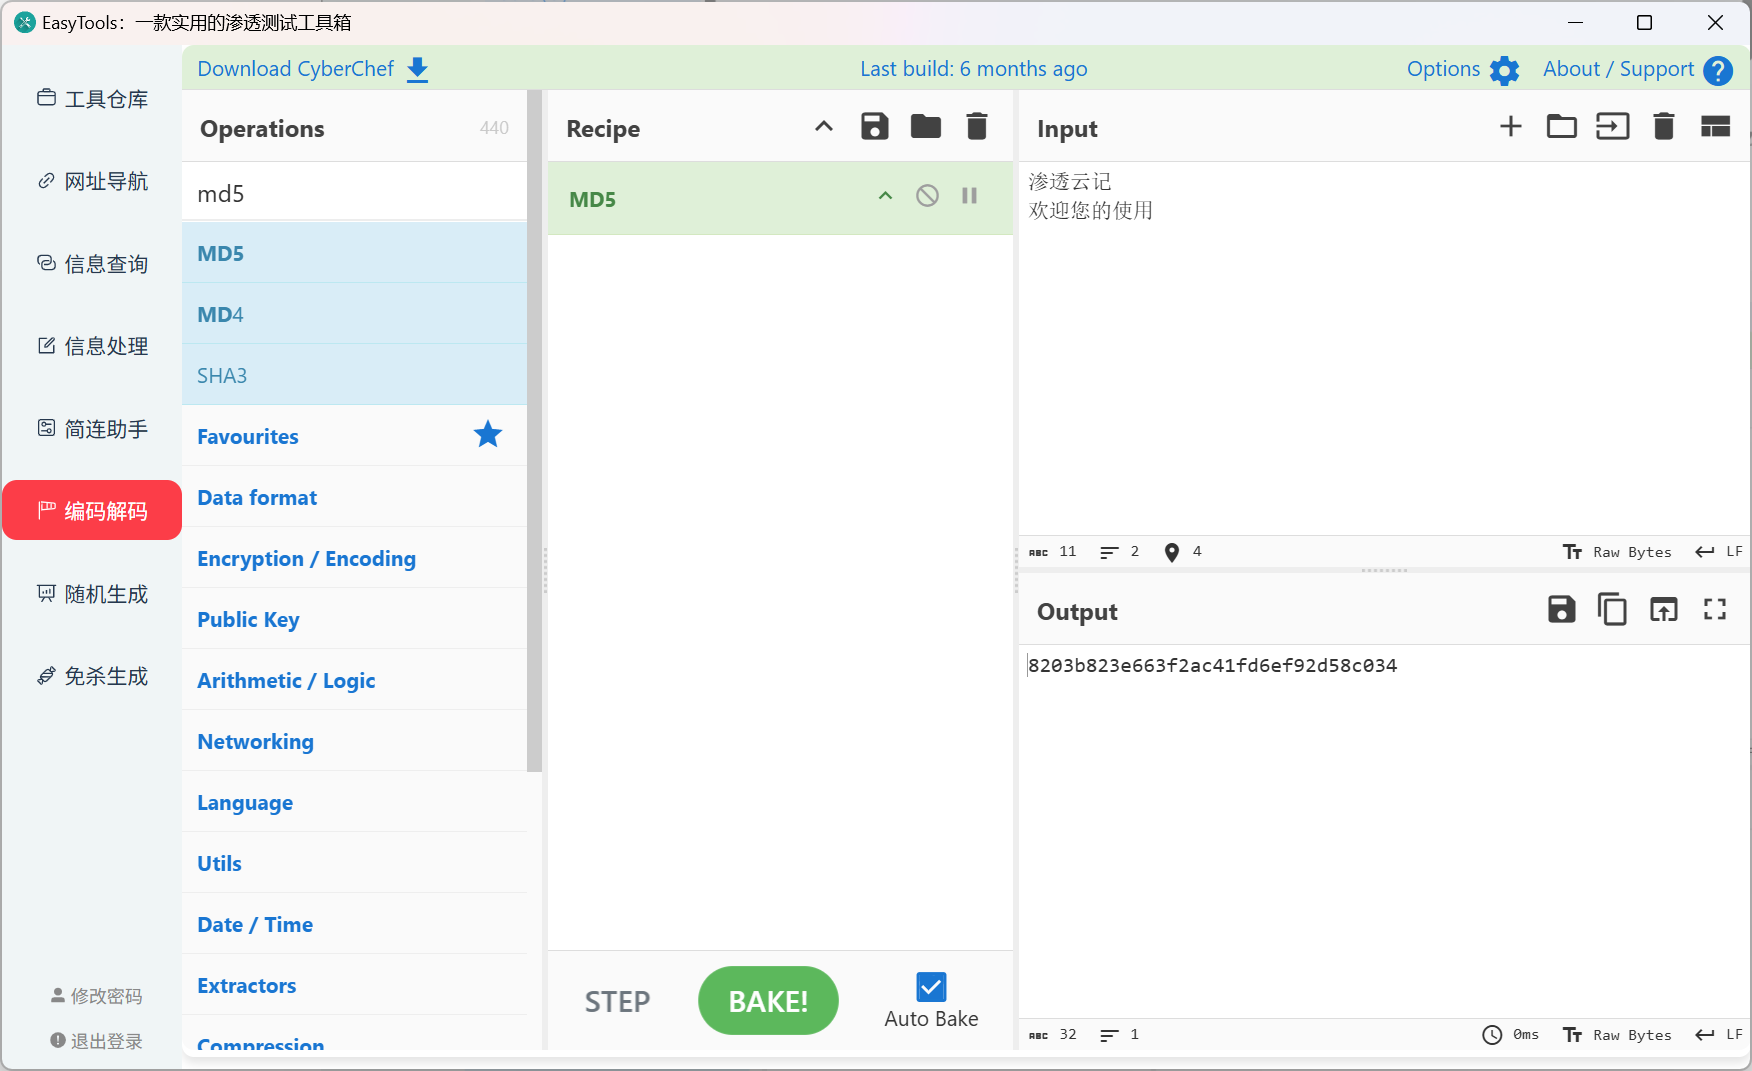 EasyTools：一款实用的渗透测试工具箱
工具仓库
网址导航
信息查询
信息处理
简连助手
编码解码
随机生成
免杀生成
修改密码
退出登录
Download CyberChef
Last build: 6 months ago
Options
About / Support
Operations
440
md5
MD5
MD4
SHA3
Favourites
Data format
Encryption / Encoding
Public Key
Arithmetic / Logic
Networking
Language
Utils
Date / Time
Extractors
Compression
Recipe
MD5
STEP
BAKE!
Auto Bake
Input
渗透云记
欢迎您的使用
ABC 11 2 4 Tт Raw Bytes LF
Output
8203b823e663f2ac41fd6ef92d58c034
ABC 32 1 0ms Tт Raw Bytes LF